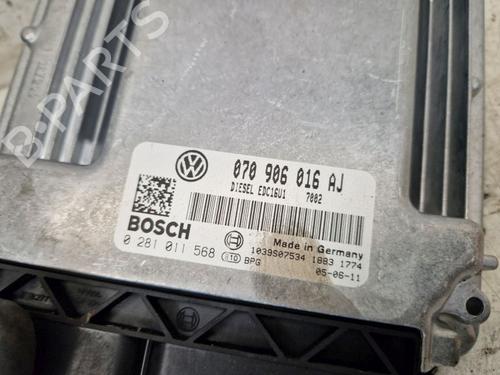 B-PARTS
070 906 016 AJ
DIESEL EDC16U1 7002
BOSCH
Made in Germany
0 281 011 568
BPG
1039S07534 1883 1774
05-06-11